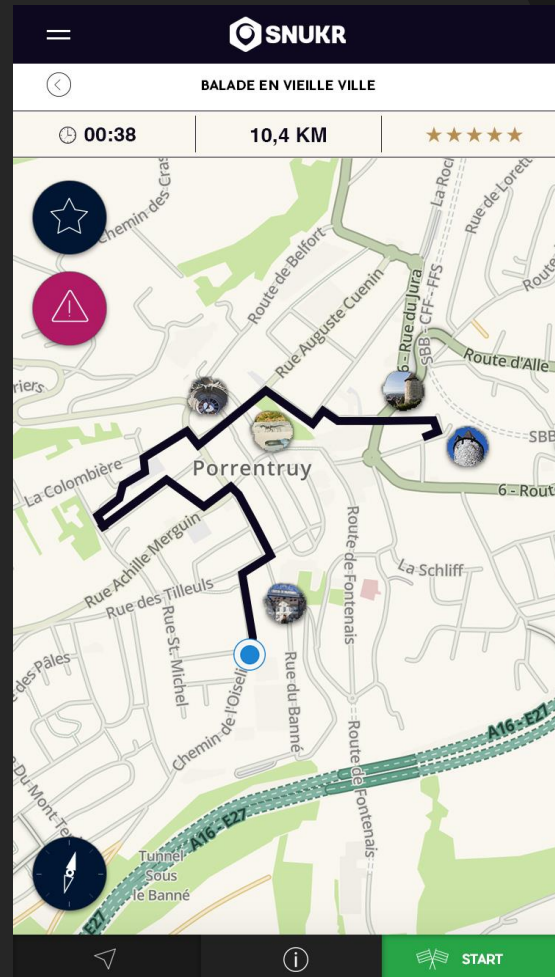 SNUKR
BALADE EN VIEILLE VILLE
00:38
10,4 KM
Chemin des Cras
Route de Belfort
Rue Auguste Cuenin
6 - Rue du Jura
SBB - CFF - FFS
La Roc
Rue de Lorett
Route
Route d'Alle
riers
SBB
La Colombière
Porrentruy
6 - Rout
Rue Achille Merguin
Rue des Tilleuls
Rue St. Michel
Route de Fontenais
La Schliff
des Pâles
Chemin de l'Oiseli
Rue du Banné
Route de Fontenais
A16 - E27
Du Mont-Te
A16 - E27
Tunnel
Sous
le Banné
E27
START